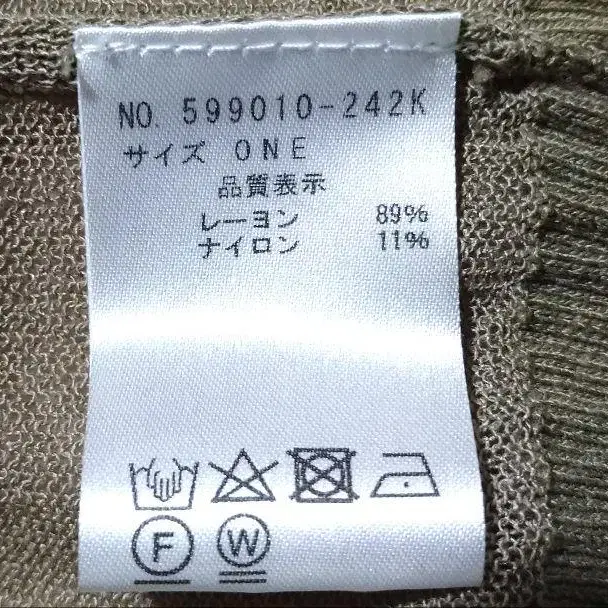 NO. 599010-242K
サイズ ONE
品質表示
レーヨン 89%
ナイロン 11%
F
W